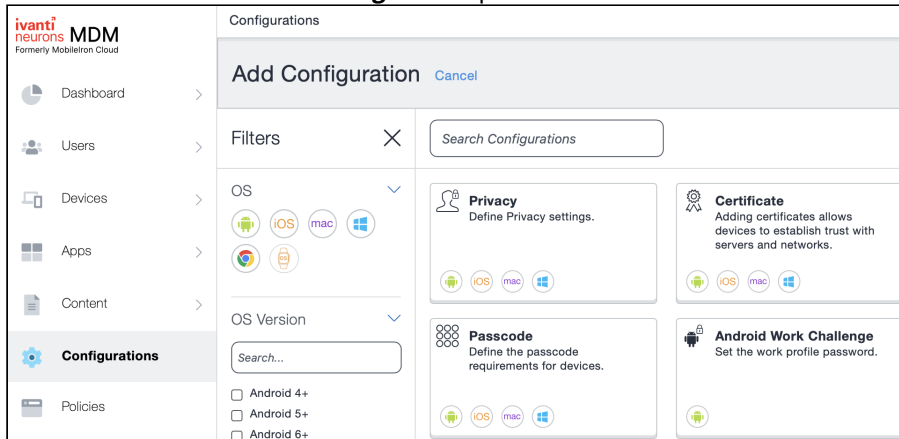 ivanti
neurons MDM
Formerly MobileIron Cloud
Dashboard
Users
Devices
Apps
Content
Configurations
Policies
Configurations
Add Configuration Cancel
Filters
OS
iOS
mac
OS
OS Version
Search...
Android 4+
Android 5+
Android 6+
Search Configurations
Privacy
Define Privacy settings.
iOS mac
Certificate
Adding certificates allows
devices to establish trust with
servers and networks.
iOS mac
Passcode
Define the passcode
requirements for devices.
iOS mac
Android Work Challenge
Set the work profile password.